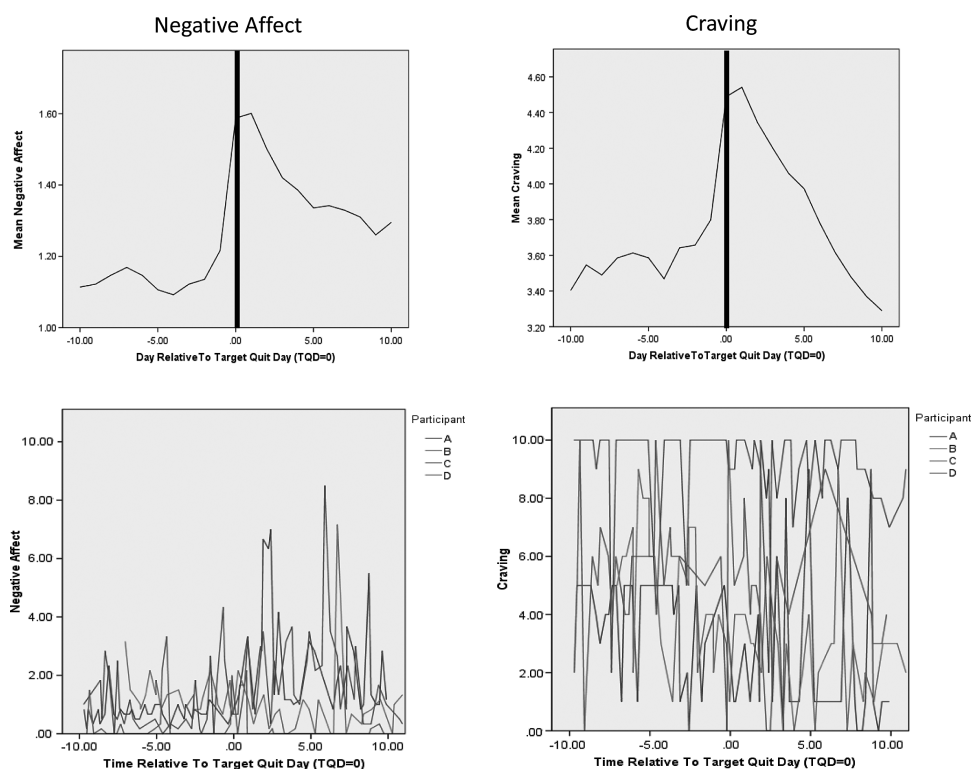 Negative Affect
Craving
Mean Negative Affect
1.60
1.40
1.20
1.00
-10.00 -5.00 .00 5.00 10.00
Day RelativeTo Target Quit Day (TQD=0)
Mean Craving
4.60
4.40
4.20
4.00
3.80
3.60
3.40
3.20
-10.00 -5.00 .00 5.00 10.00
Day RelativeToTarget Quit Day (TQD=0)
Negative Affect
10.00
8.00
6.00
4.00
2.00
.00
-10.00 -5.00 .00 5.00 10.00
Time Relative To Target Quit Day (TQD=0)
Participant
A
B
C
D
Craving
10.00
8.00
6.00
4.00
2.00
.00
-10.00 -5.00 .00 5.00 10.00
Time Relative To Target Quit Day (TQD=0)
Participant
A
B
C
D